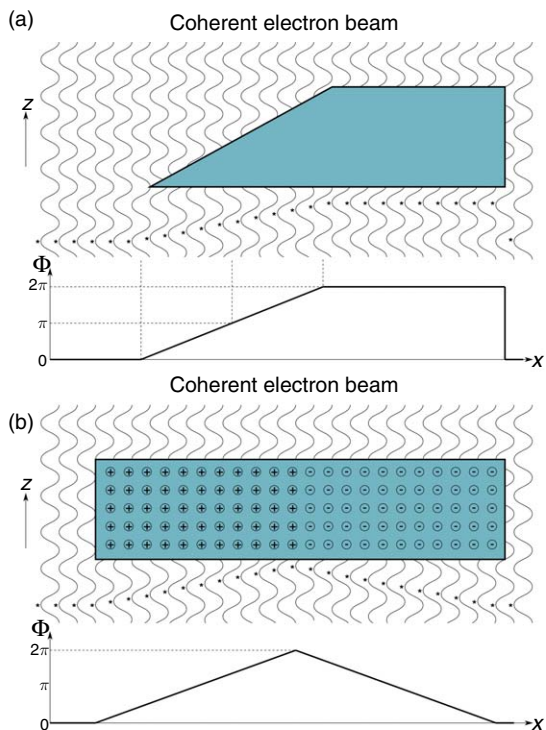 (a)
Coherent electron beam
z
Φ
2π
π
0
x
Coherent electron beam
(b)
z
Φ
2π
π
0
x